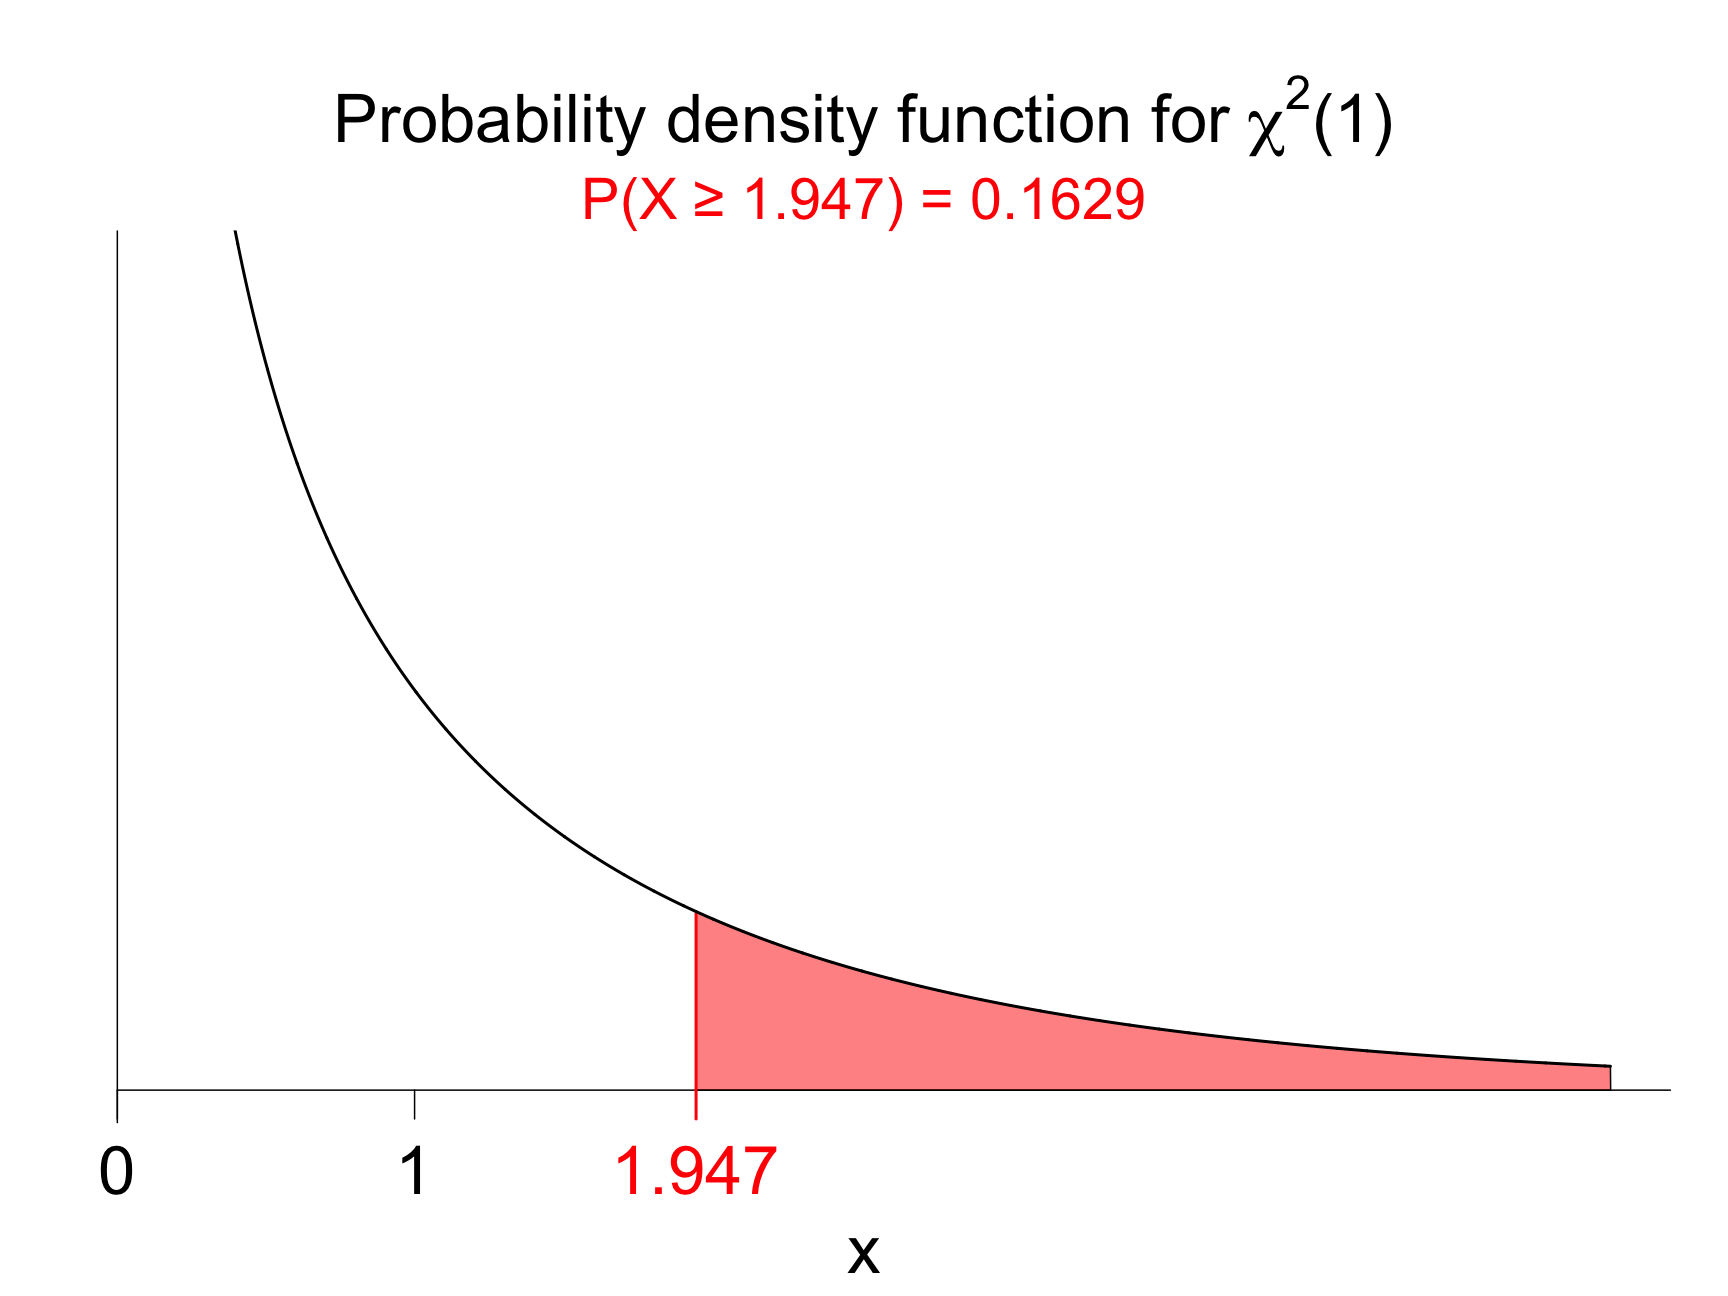 Probability density function for χ²(1)
P(X ≥ 1.947) = 0.1629
0 1 1.947
x